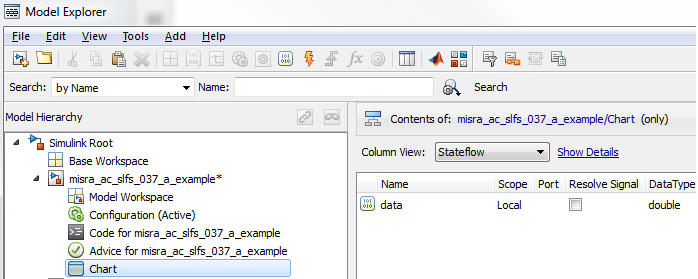 Model Explorer
File Edit View Tools Add Help
Search: by Name Name: Search
Model Hierarchy
Contents of: misra_ac_slfs_037_a_example/Chart (only)
Column View: Stateflow Show Details
Simulink Root
Base Workspace
misra_ac_slfs_037_a_example*
Model Workspace
Configuration (Active)
Code for misra_ac_slfs_037_a_example
Advice for misra_ac_slfs_037_a_example
Chart
Name Scope Port Resolve Signal DataType
data Local double